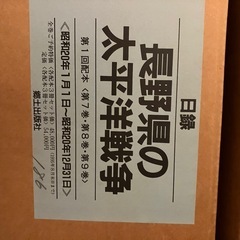 日録
長野県の
太平洋戦争
第1回配本〈第7巻・第8巻・第9巻〉
〈昭和20年1月1日～昭和20年12月31日〉
郷土出版社
186